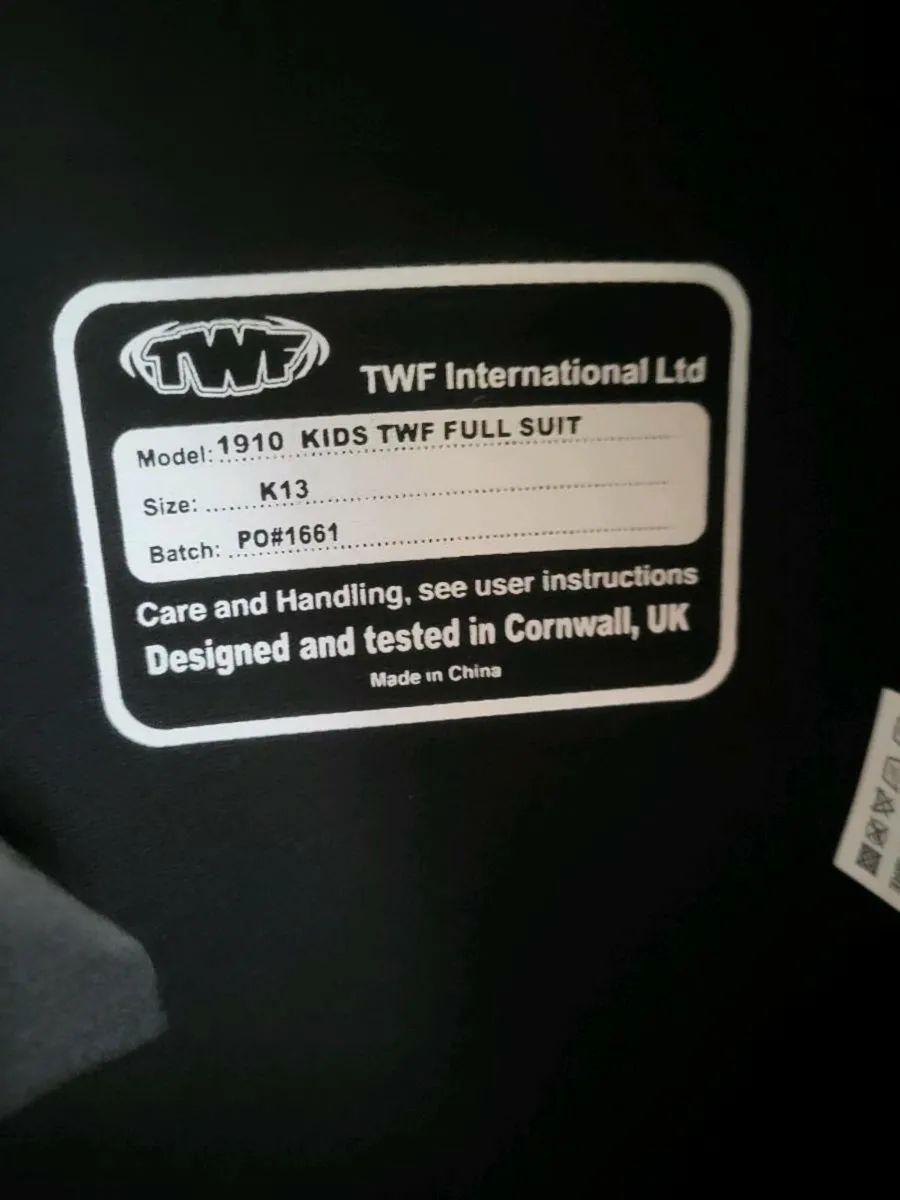 TWF
TWF International Ltd
Model: 1910 KIDS TWF FULL SUIT
Size: K13
Batch: PO#1661
Care and Handling, see user instructions
Designed and tested in Cornwall, UK
Made in China